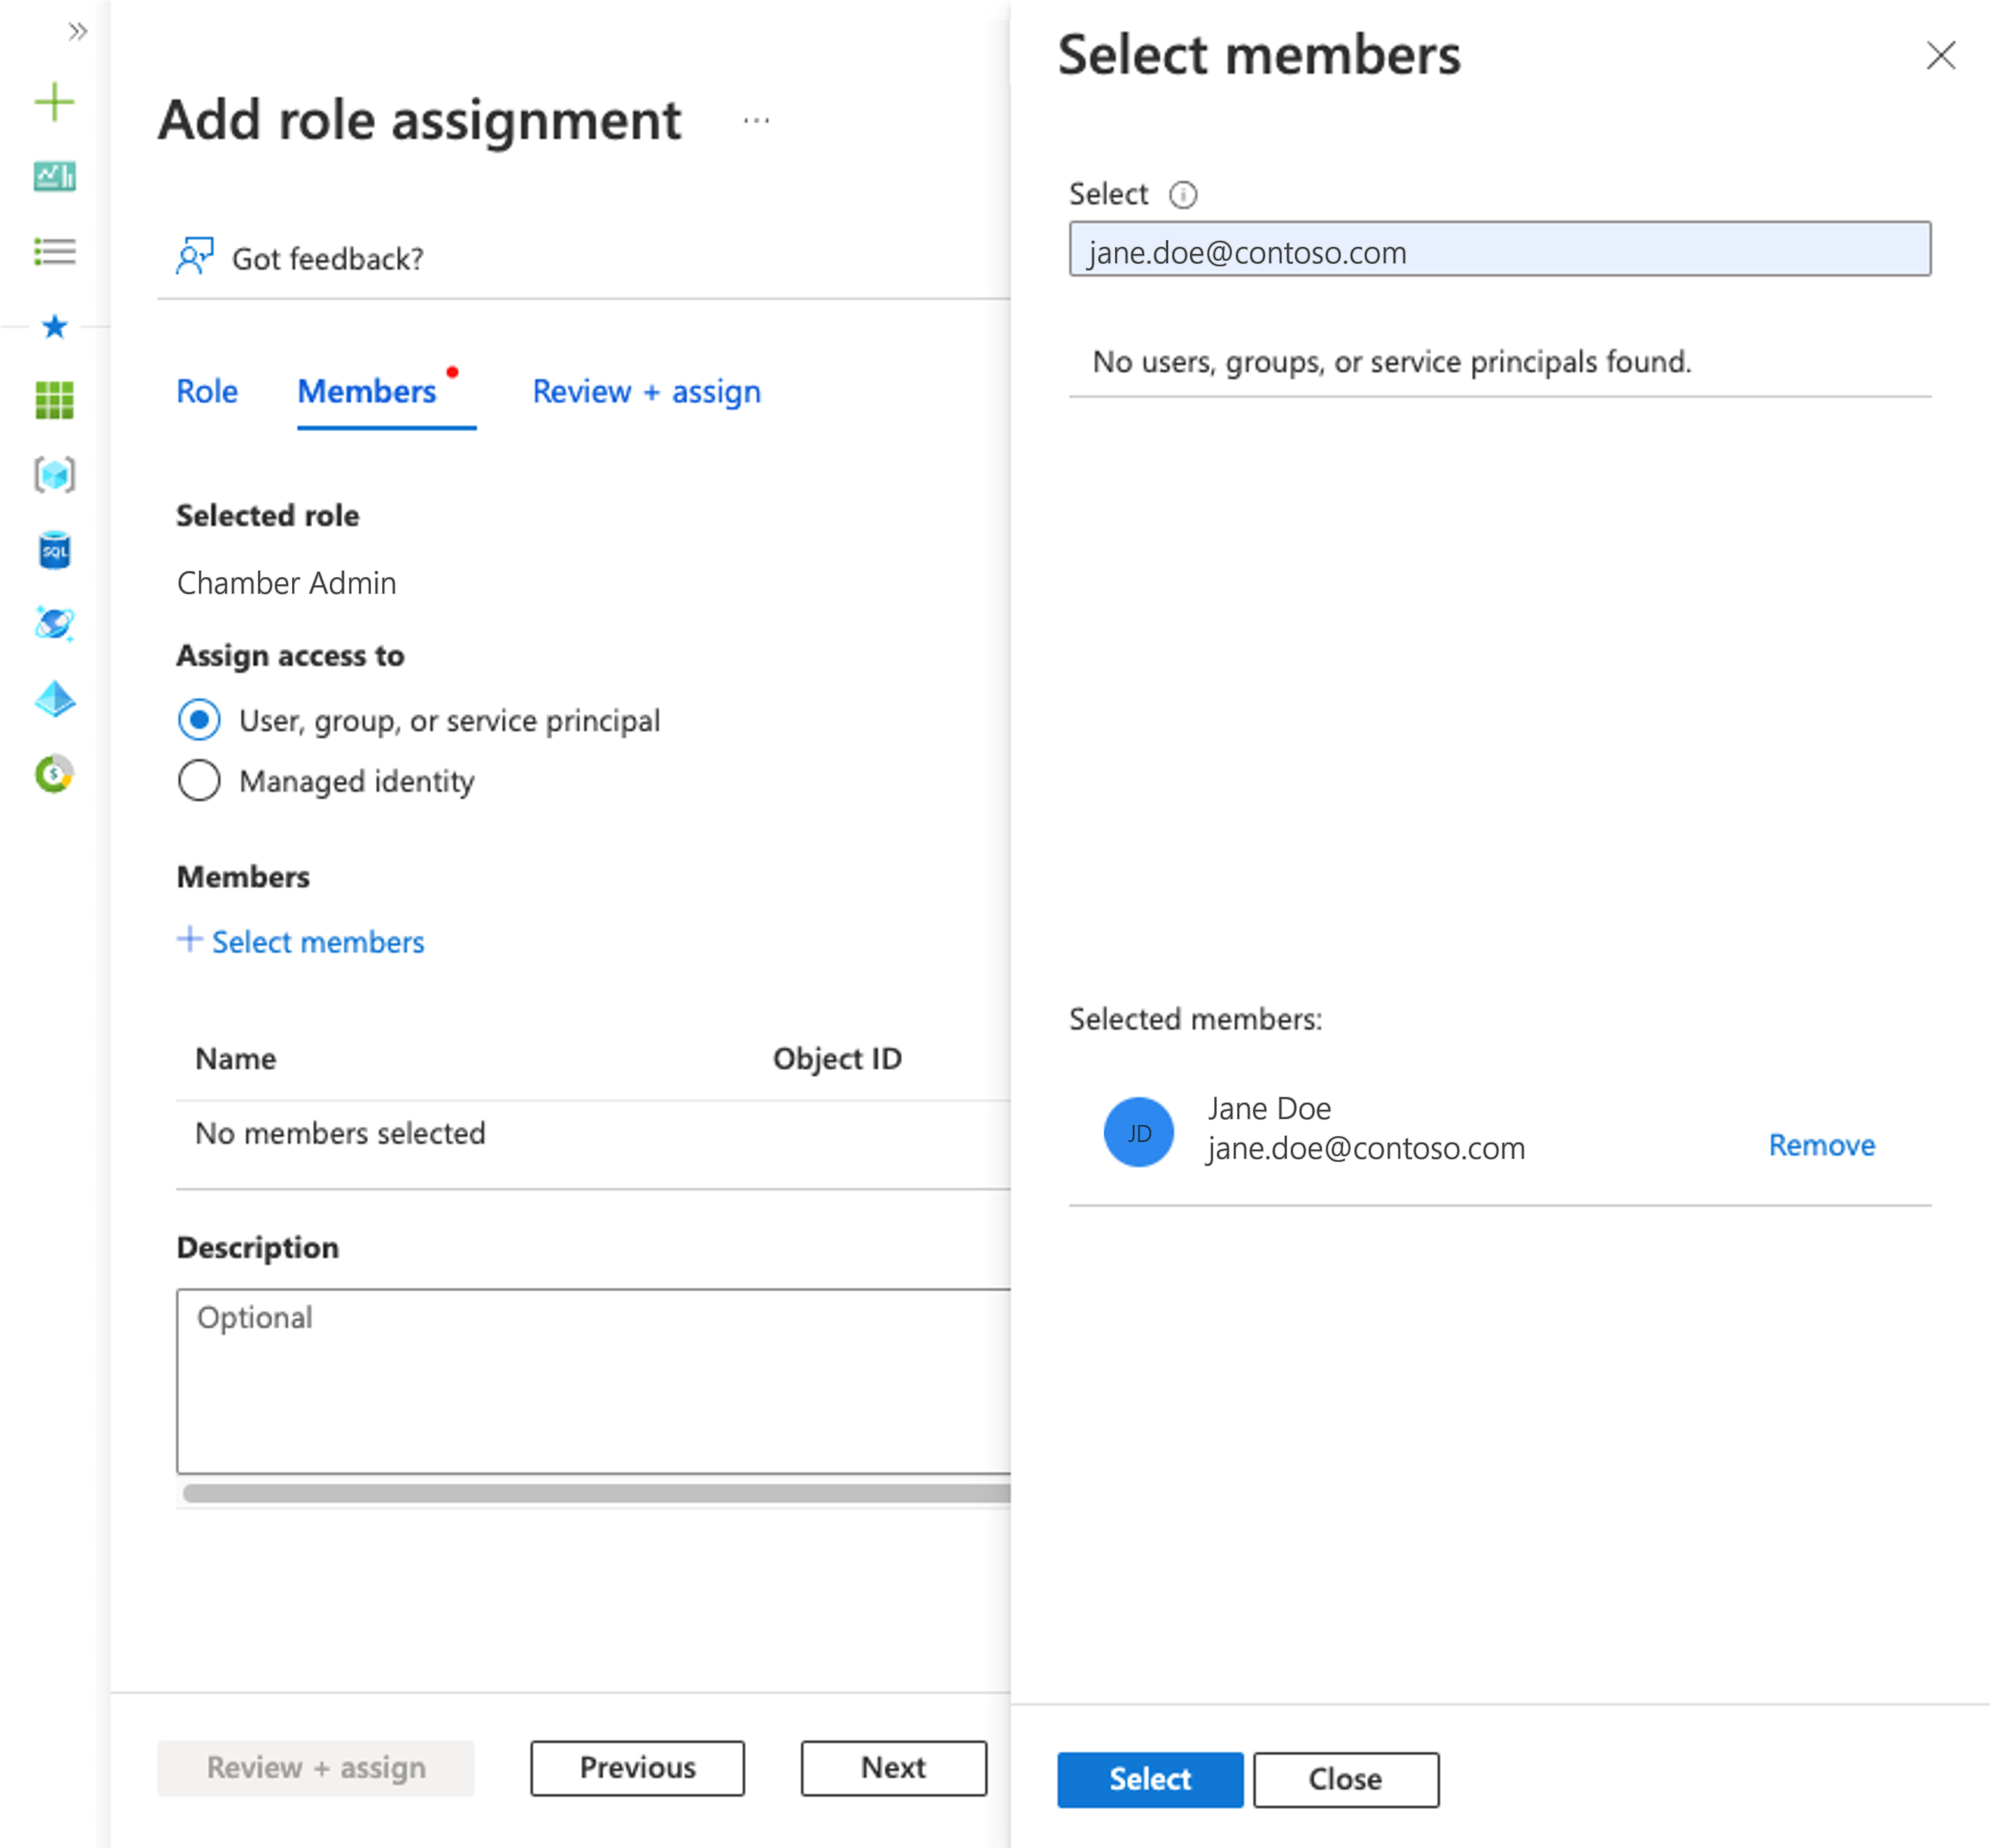 Add role assignment
...
Got feedback?
Role Members Review + assign
Selected role
Chamber Admin
Assign access to
User, group, or service principal
Managed identity
Members
+ Select members
Name Object ID
No members selected
Description
Optional
Review + assign Previous Next
SQL
$
Select members
Select
i
jane.doe@contoso.com
No users, groups, or service principals found.
Selected members:
JD
Jane Doe
jane.doe@contoso.com
Remove
Select Close